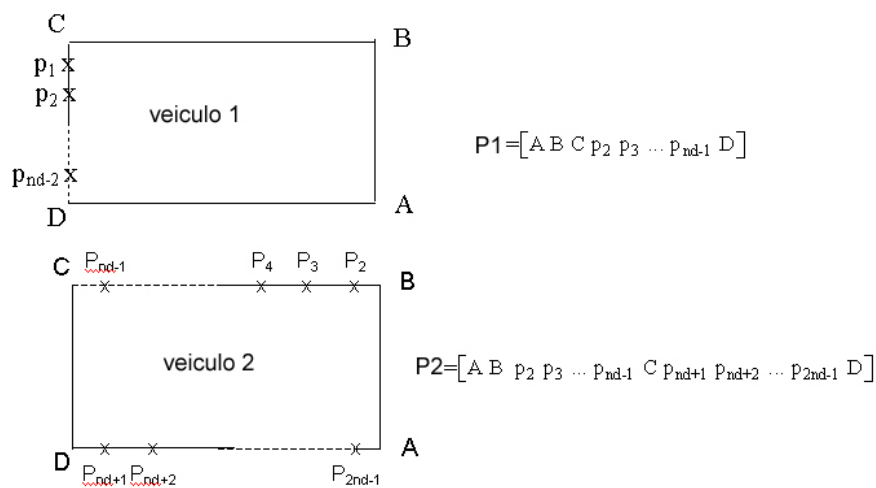 C
B
p1
p2
veiculo 1
P1=[A B C p2 p3 ... pnd-1 D]
pnd-2
D
A
C Pnd-1 P4 P3 P2 B
veiculo 2
P2=[A B p2 p3 ... pnd-1 C pnd+1 pnd+2 ... p2nd-1 D]
D A
Pnd+1 Pnd+2 P2nd-1